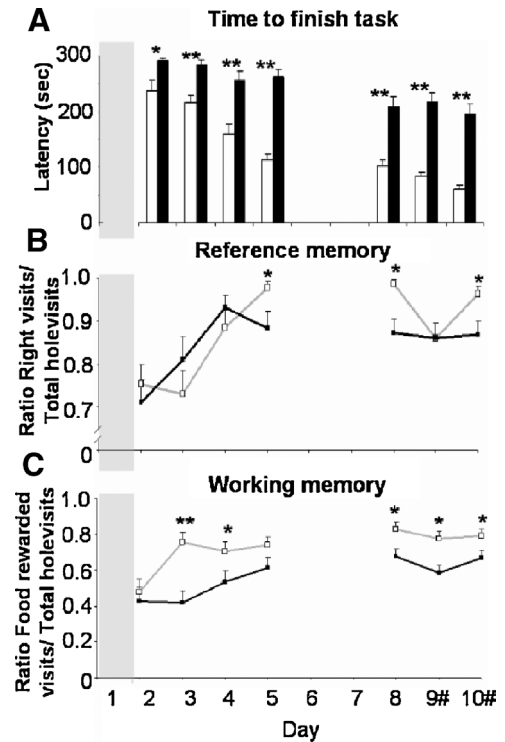 A
Time to finish task
Latency (sec)
300
200
100
0
*
**
**
**
**
**
**
B
Reference memory
Ratio Right visits/
Total holevisits
1.0
0.9
0.8
0.7
0
*
*
*
C
Working memory
Ratio Food rewarded
visits/ Total holevisits
1.0
0.8
0.6
0.4
0.2
0
**
*
*
*
*
1 2 3 4 5 6 7 8 9# 10#
Day